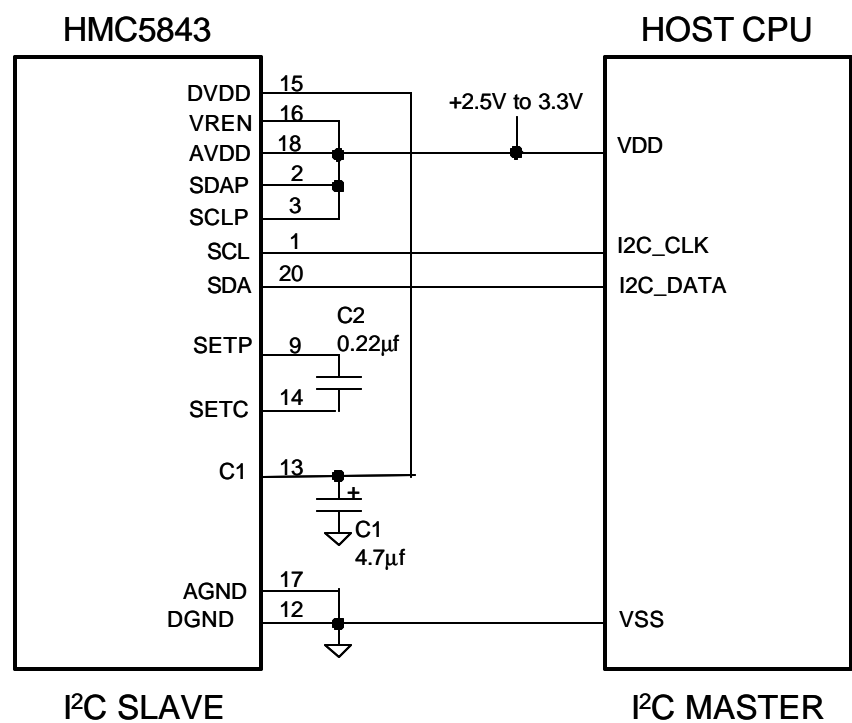 HMC5843
HOST CPU
DVDD 15
VREN 16
+2.5V to 3.3V
AVDD 18
VDD
SDAP 2
SCLP 3
SCL 1
I2C_CLK
SDA 20
I2C_DATA
C2
SETP 9
0.22µf
SETC 14
C1 13
+
C1
4.7µf
AGND 17
DGND 12
VSS
I²C SLAVE
I²C MASTER